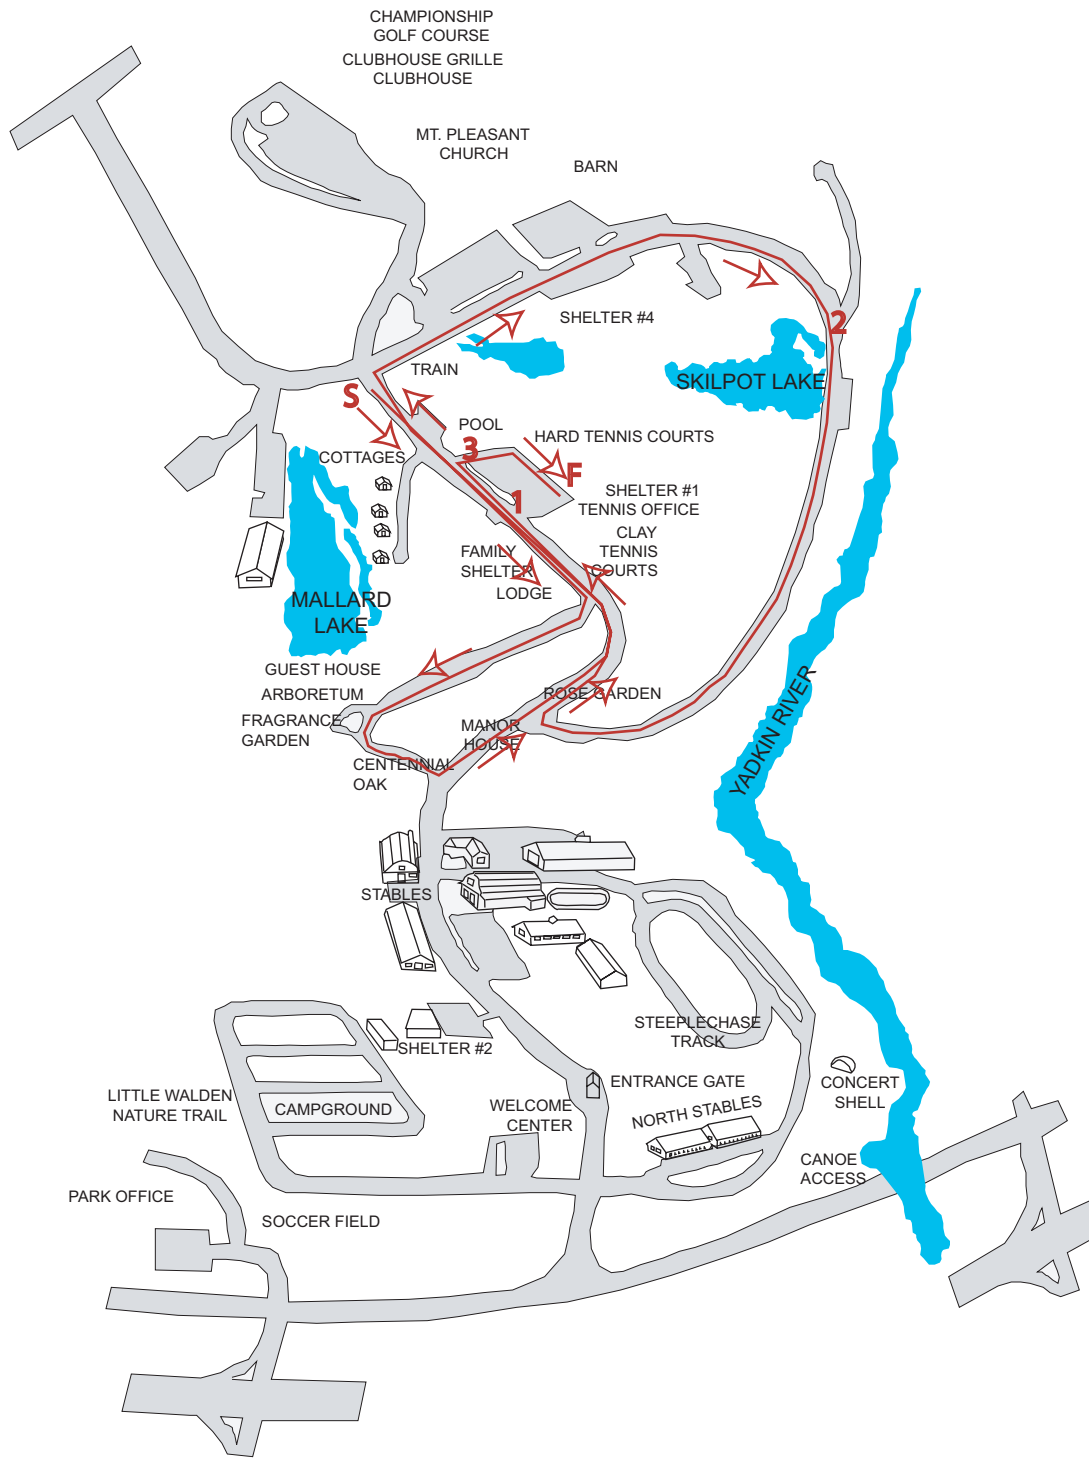 CHAMPIONSHIP
GOLF COURSE
CLUBHOUSE GRILLE
CLUBHOUSE
MT. PLEASANT
CHURCH
BARN
SHELTER #4
2
TRAIN
SKILPOT LAKE
S
POOL
HARD TENNIS COURTS
3
COTTAGES
F
1
SHELTER #1
TENNIS OFFICE
CLAY
TENNIS
COURTS
FAMILY
SHELTER
LODGE
MALLARD
LAKE
GUEST HOUSE
ARBORETUM
ROSE GARDEN
FRAGRANCE
GARDEN
MANOR
HOUSE
YADKIN RIVER
CENTENNIAL
OAK
STABLES
STEEPLECHASE
TRACK
SHELTER #2
ENTRANCE GATE
CONCERT
SHELL
LITTLE WALDEN
NATURE TRAIL
CAMPGROUND
WELCOME
CENTER
NORTH STABLES
CANOE
ACCESS
PARK OFFICE
SOCCER FIELD